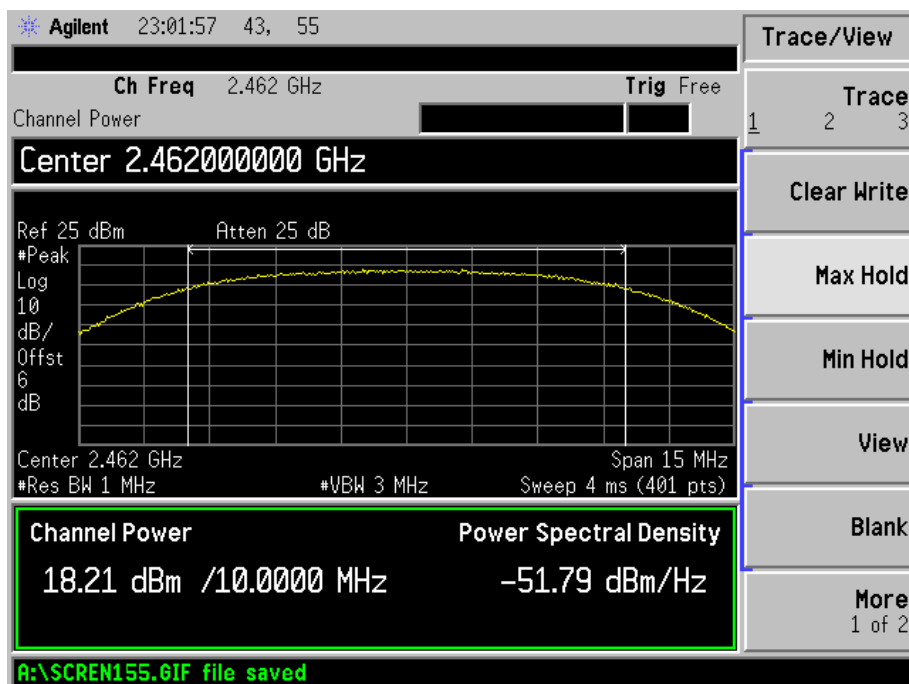 Agilent 23:01:57 43, 55
Ch Freq 2.462 GHz Trig Free
Channel Power
Center 2.462000000 GHz
Ref 25 dBm Atten 25 dB
#Peak
Log
10
dB/
Offst
6
dB
Center 2.462 GHz Span 15 MHz
#Res BW 1 MHz #VBW 3 MHz Sweep 4 ms (401 pts)
Channel Power Power Spectral Density
18.21 dBm /10.0000 MHz -51.79 dBm/Hz
A:\SCREN155.GIF file saved
Trace/View
Trace
1 2 3
Clear Write
Max Hold
Min Hold
View
Blank
More
1 of 2